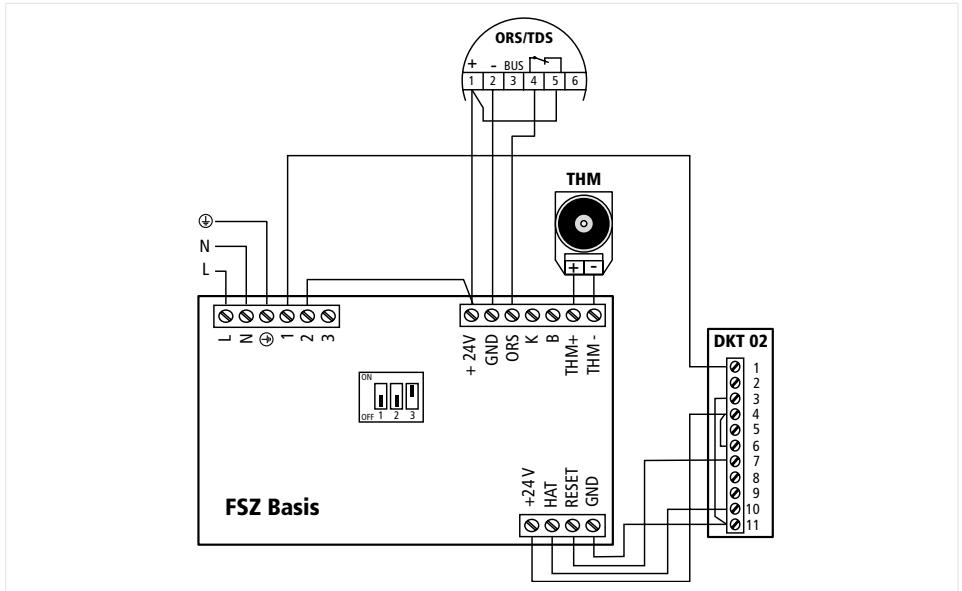 ORS/TDS
+ - BUS
1 2 3 4 5 6
THM
+ -
N
L
L N 1 2 3
+ 24V GND ORS K B THM+ THM -
DKT 02
1
2
3
4
5
6
7
8
9
10
11
ON
OFF 1 2 3
+24V HAT RESET GND
FSZ Basis